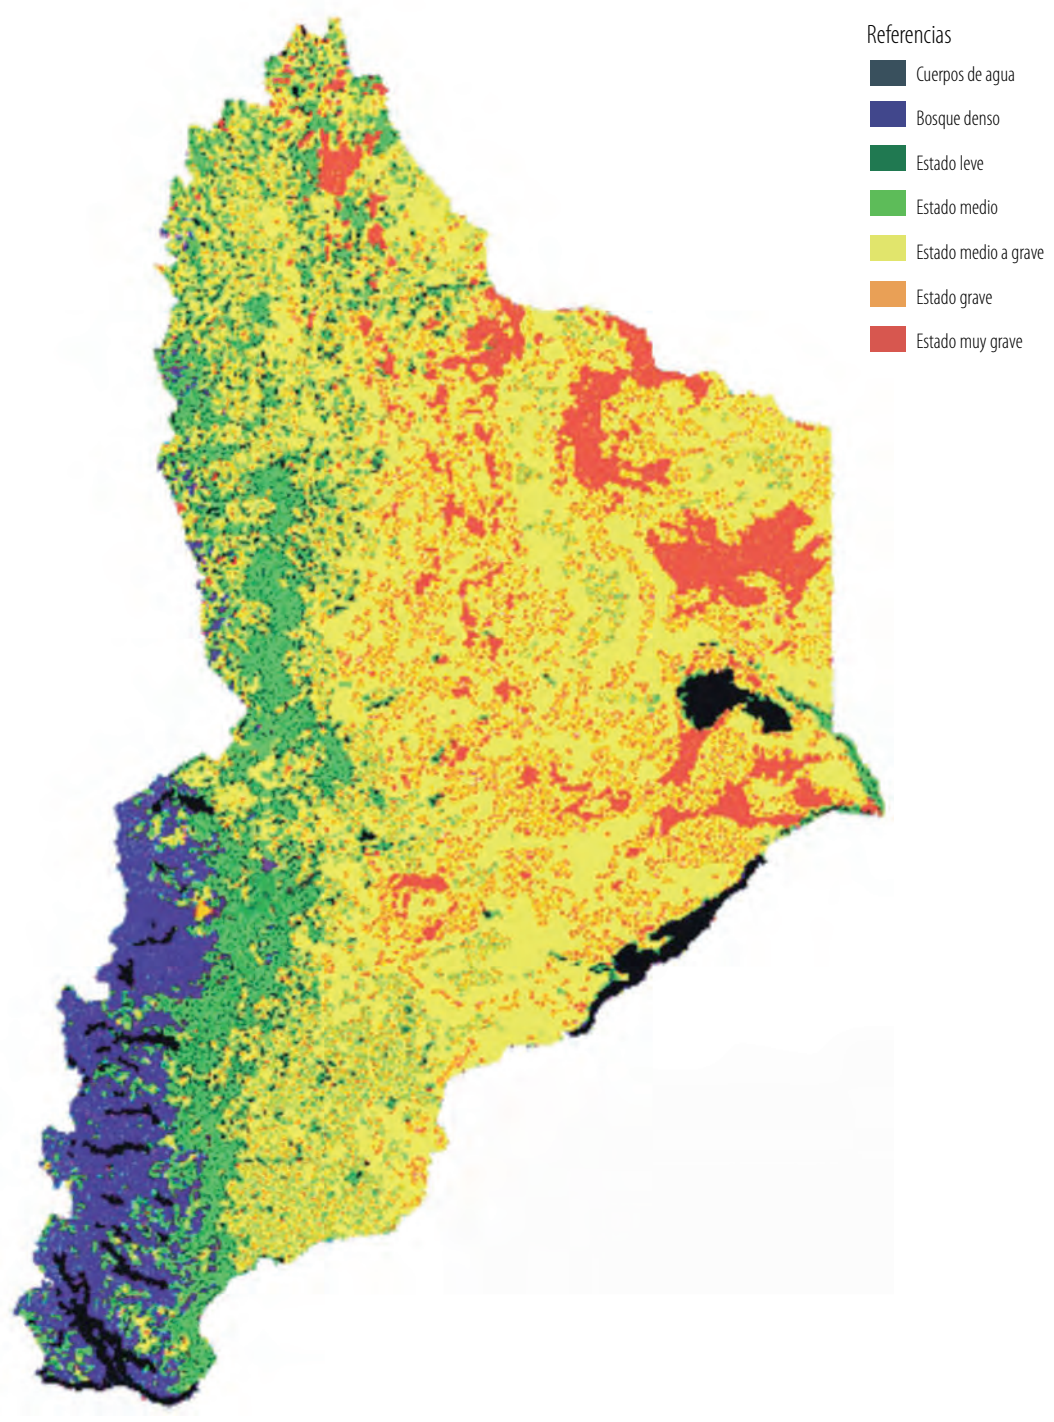 Referencias
Cuerpos de agua
Bosque denso
Estado leve
Estado medio
Estado medio a grave
Estado grave
Estado muy grave